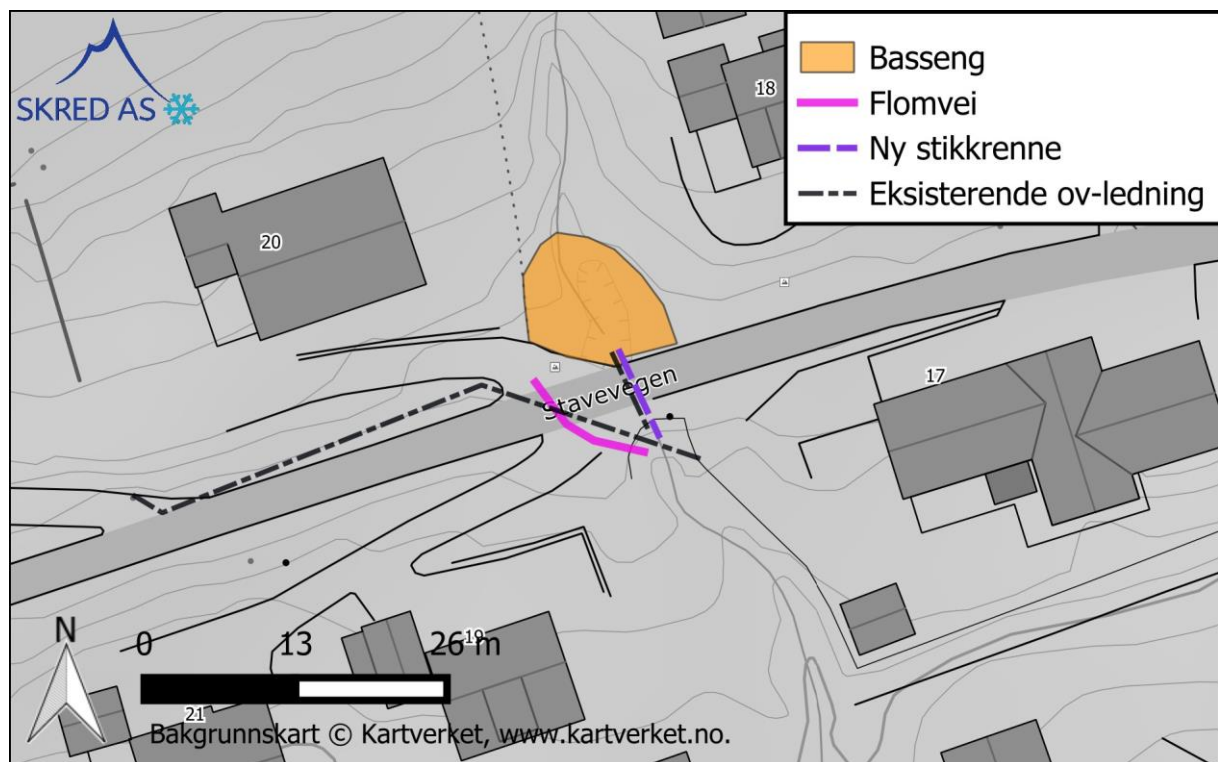 SKRED AS
Basseng
Flomvei
Ny stikkrenne
Eksisterende ov-ledning
18
20
17
Stavevegen
N
0 13 26 m
19
21
Bakgrunnskart © Kartverket, www.kartverket.no.